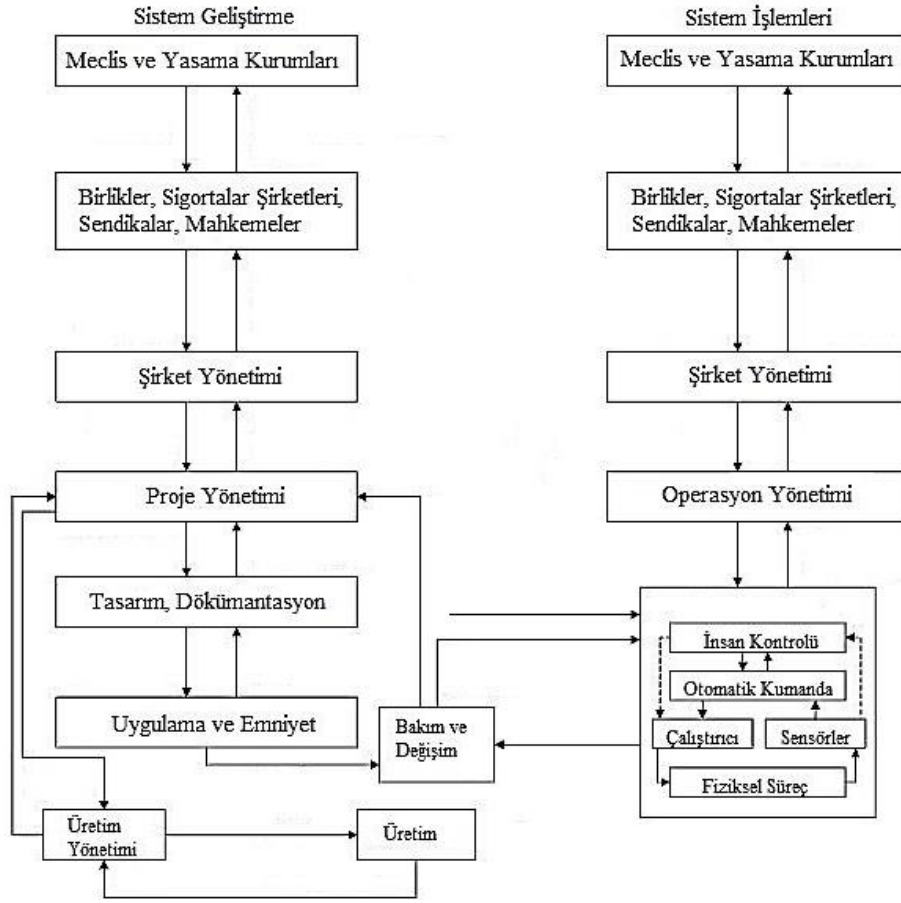 Sistem Geliştirme
Meclis ve Yasama Kurumları
Birlikler, Sigortalar Şirketleri,
Sendikalar, Mahkemeler
Şirket Yönetimi
Proje Yönetimi
Tasarım, Dökümantasyon
Uygulama ve Emniyet
Bakım ve
Değişim
Üretim
Yönetimi
Üretim
Sistem İşlemleri
Meclis ve Yasama Kurumları
Birlikler, Sigortalar Şirketleri,
Sendikalar, Mahkemeler
Şirket Yönetimi
Operasyon Yönetimi
İnsan Kontrolü
Otomatik Kumanda
Çalıştırıcı
Sensörler
Fiziksel Süreç